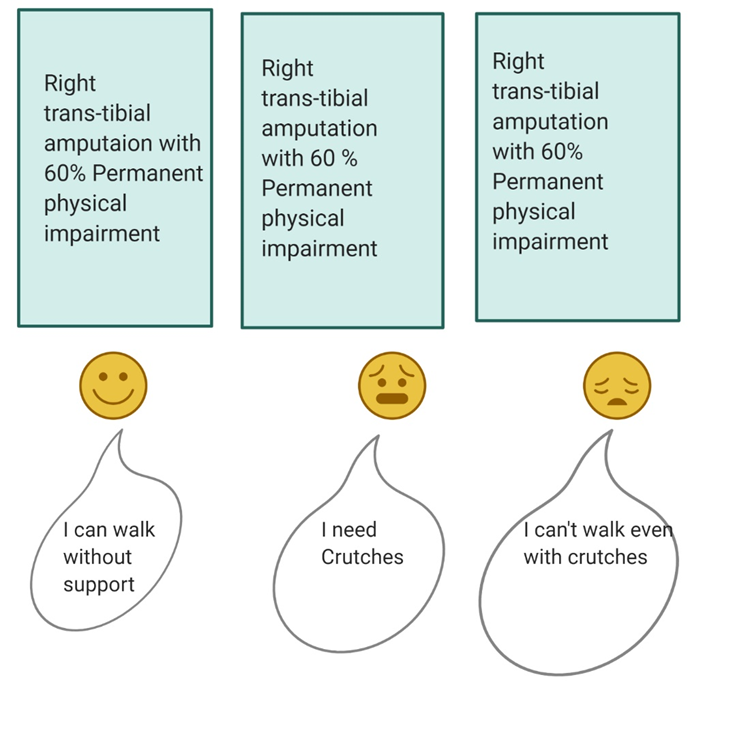 Right
trans-tibial
amputaion with
60% Permanent
physical
impairment
Right
trans-tibial
amputation
with 60 %
Permanent
physical
impairment
Right
trans-tibial
amputation
with 60%
Permanent
physical
impairment
I can walk
without
support
I need
Crutches
I can't walk even
with crutches